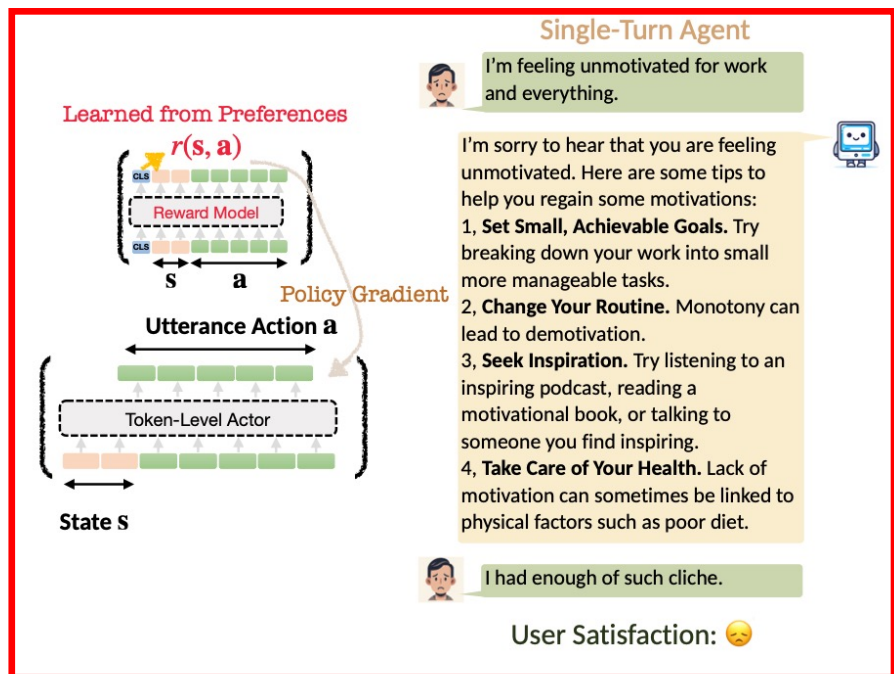 Single-Turn Agent
I'm feeling unmotivated for work
and everything.
Learned from Preferences
r(s, a)
CLS
Reward Model
CLS
s
a
Policy Gradient
Utterance Action a
Token-Level Actor
State s
I'm sorry to hear that you are feeling
unmotivated. Here are some tips to
help you regain some motivations:
1, Set Small, Achievable Goals. Try
breaking down your work into small
more manageable tasks.
2, Change Your Routine. Monotony can
lead to demotivation.
3, Seek Inspiration. Try listening to an
inspiring podcast, reading a
motivational book, or talking to
someone you find inspiring.
4, Take Care of Your Health. Lack of
motivation can sometimes be linked to
physical factors such as poor diet.
I had enough of such cliche.
User Satisfaction: 😞